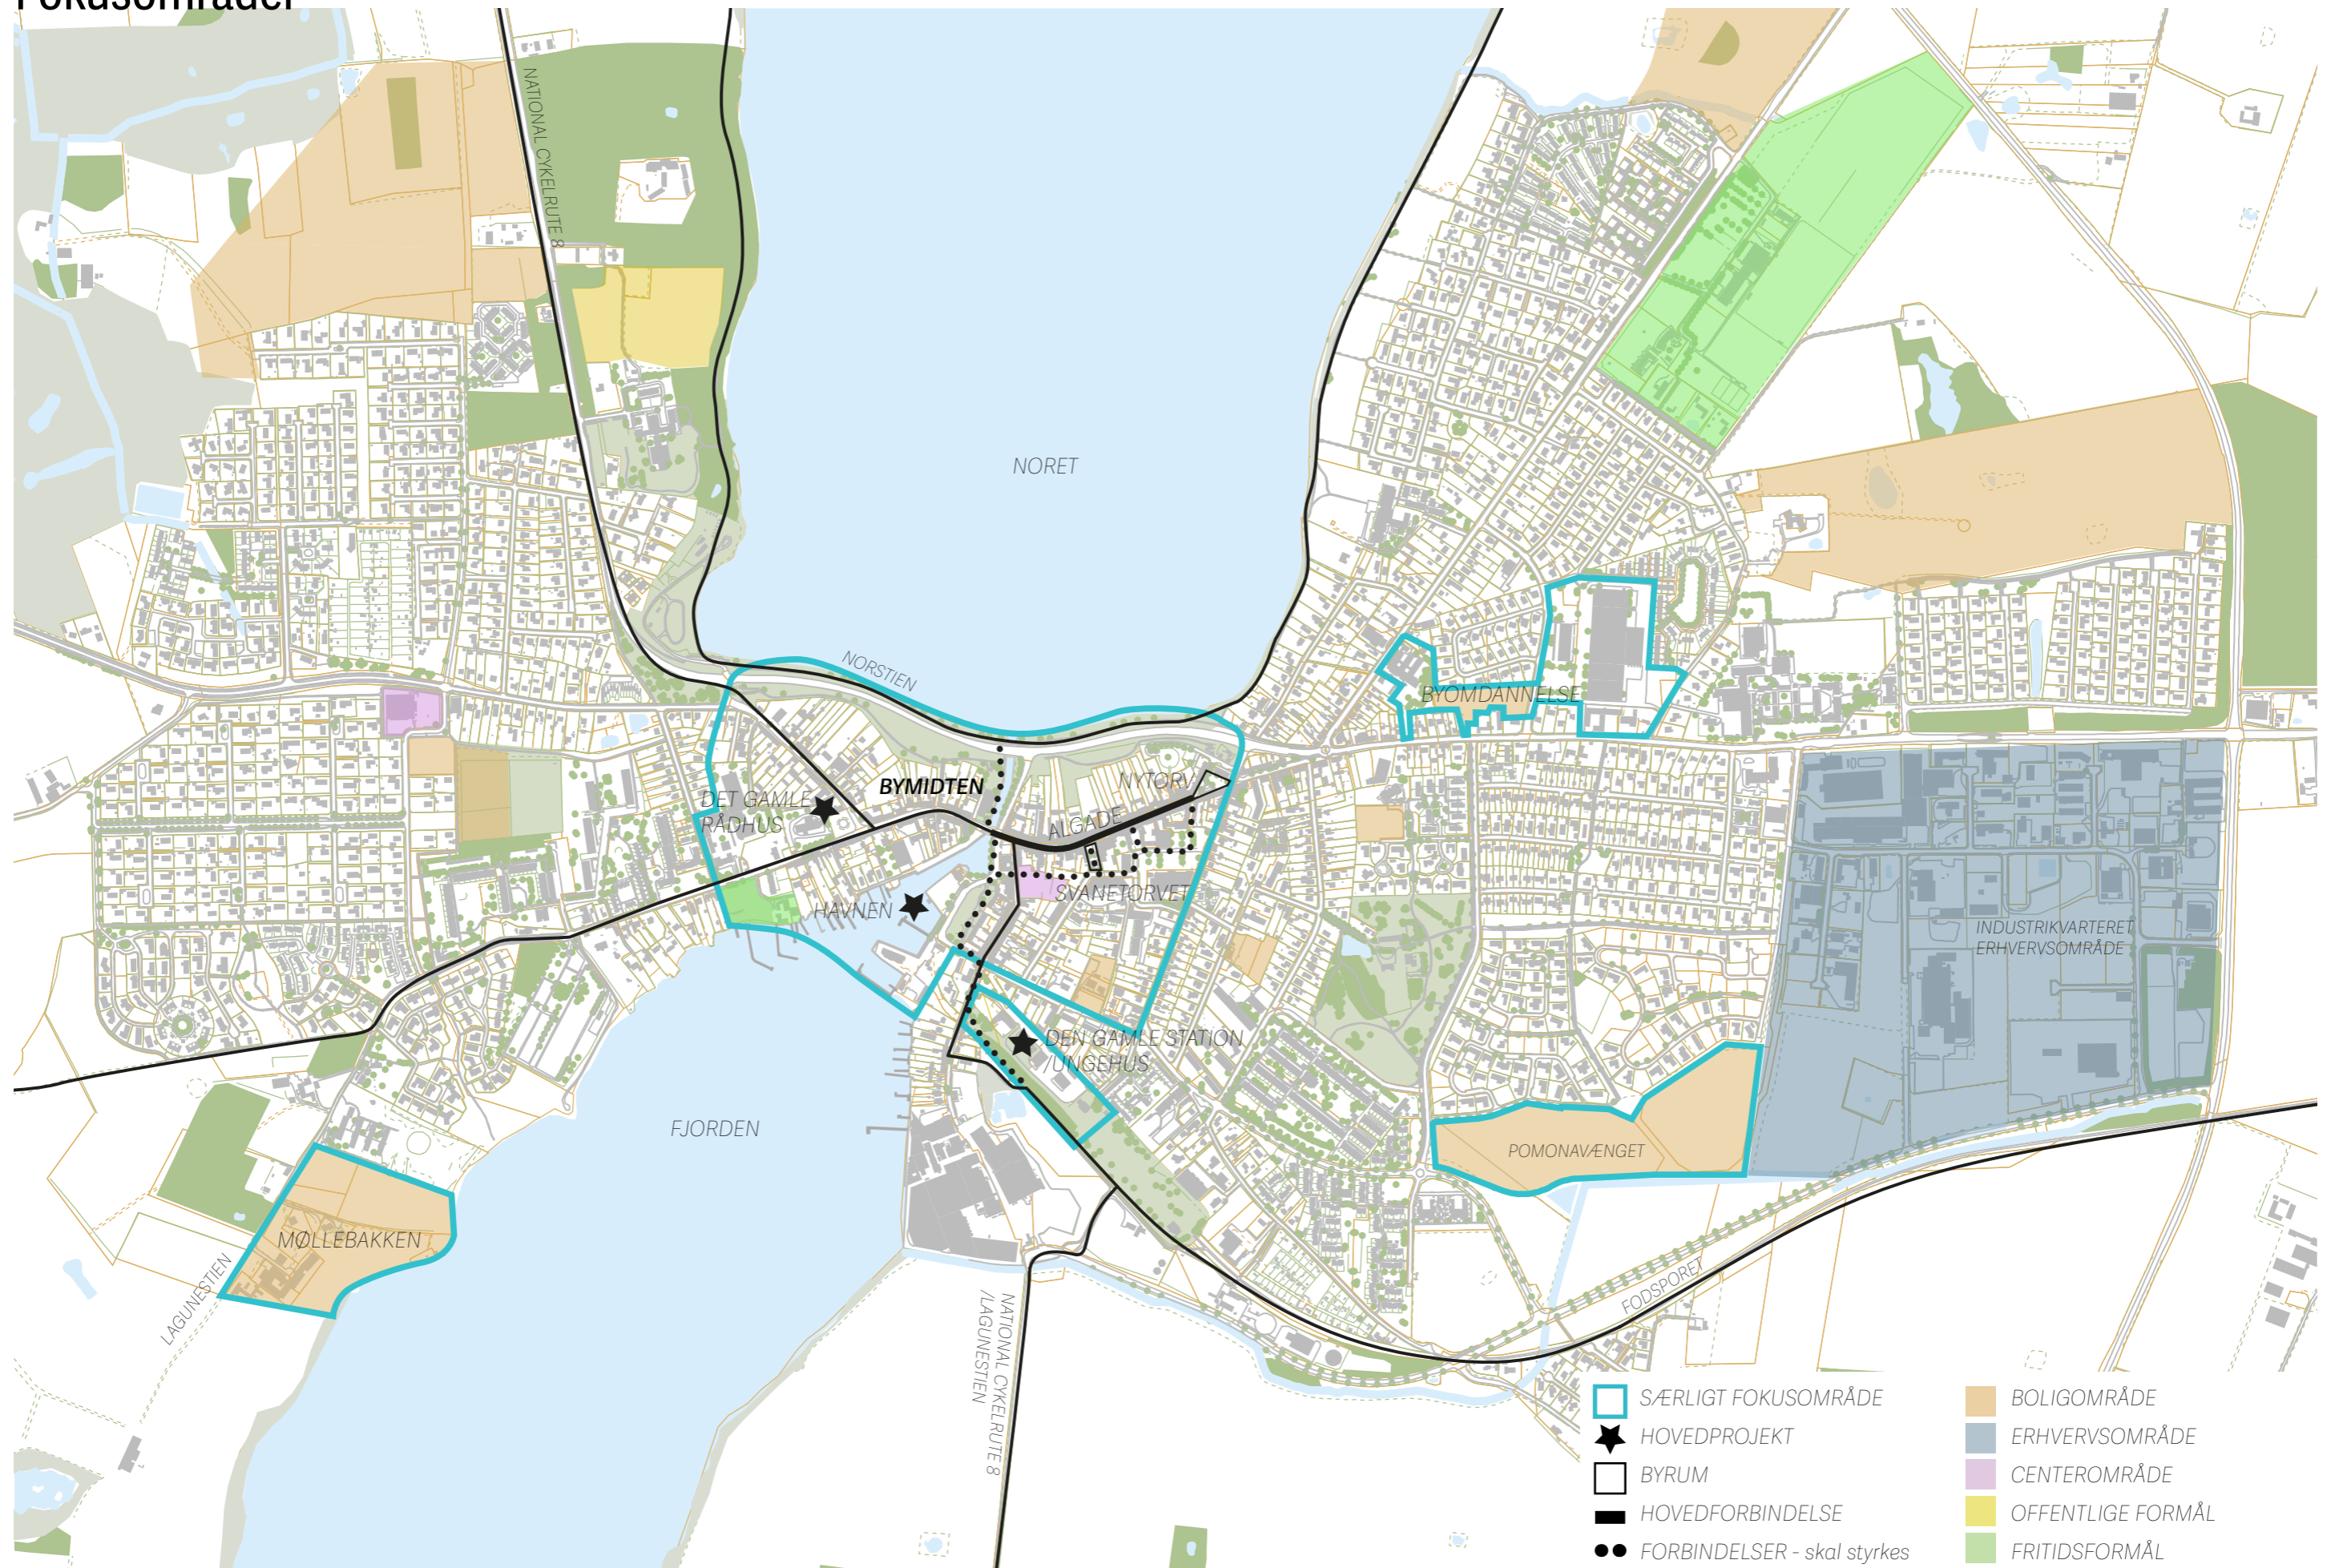 Fokusområder
NATIONAL CYKELRUTE 8
NORET
NORSTIEN
BYOMDANNELSE
BYMIDTEN
NYTORV
DET GAMLE
RÅDHUS
ALGADE
SVANETORVET
HAVNEN
INDUSTRIKVARTERET
ERHVERVSOMRÅDE
DEN GAMLE STATION
/UNGEHUS
FJORDEN
POMONAVÆNGET
MØLLEBAKKEN
LAGUNESTIEN
FODSPORET
NATIONAL CYKELRUTE 8
/LAGUNESTIEN
SÆRLIGT FOKUSOMRÅDE
HOVEDPROJEKT
BYRUM
HOVEDFORBINDELSE
FORBINDELSER - skal styrkes
BOLIGOMRÅDE
ERHVERVSOMRÅDE
CENTEROMRÅDE
OFFENTLIGE FORMÅL
FRITIDSFORMÅL